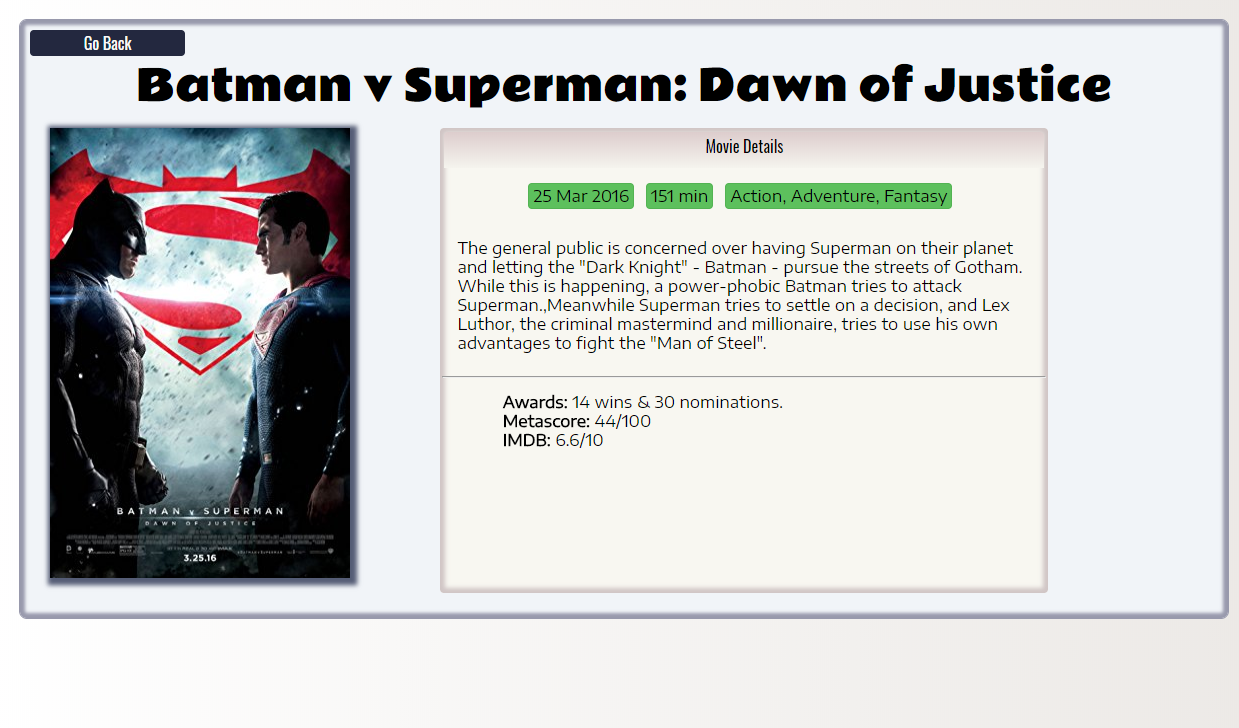 Go Back
Batman v Superman: Dawn of Justice
Movie Details
25 Mar 2016 151 min Action, Adventure, Fantasy
The general public is concerned over having Superman on their planet
and letting the "Dark Knight" - Batman - pursue the streets of Gotham.
While this is happening, a power-phobic Batman tries to attack
Superman.,Meanwhile Superman tries to settle on a decision, and Lex
Luthor, the criminal mastermind and millionaire, tries to use his own
advantages to fight the "Man of Steel".
Awards: 14 wins & 30 nominations.
Metascore: 44/100
IMDB: 6.6/10
BATMAN v SUPERMAN
DAWN OF JUSTICE
3.25.16